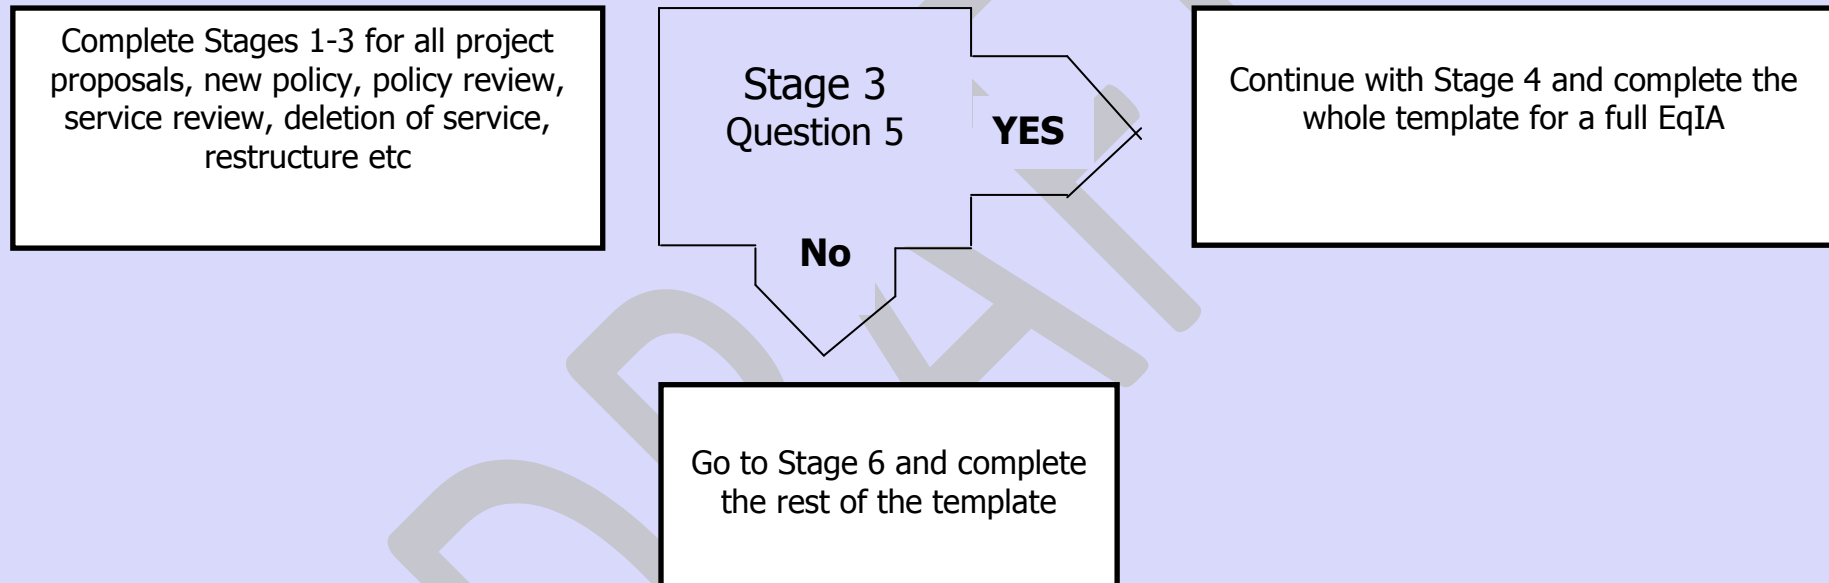 Complete Stages 1-3 for all project
proposals, new policy, policy review,
service review, deletion of service,
restructure etc
Stage 3
Question 5
YES
No
Continue with Stage 4 and complete the
whole template for a full EqIA
Go to Stage 6 and complete
the rest of the template